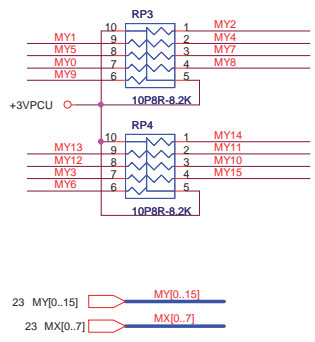 RP3
10 1 MY2
MY1 9 2 MY4
MY5 8 3 MY7
MY0 7 4 MY8
MY9 6 5
+3VPCU
10P8R-8.2K
RP4
10 1 MY14
MY13 9 2 MY11
MY12 8 3 MY10
MY3 7 4 MY15
MY6 6 5
10P8R-8.2K
23 MY[0..15] MY[0..15]
23 MX[0..7] MX[0..7]